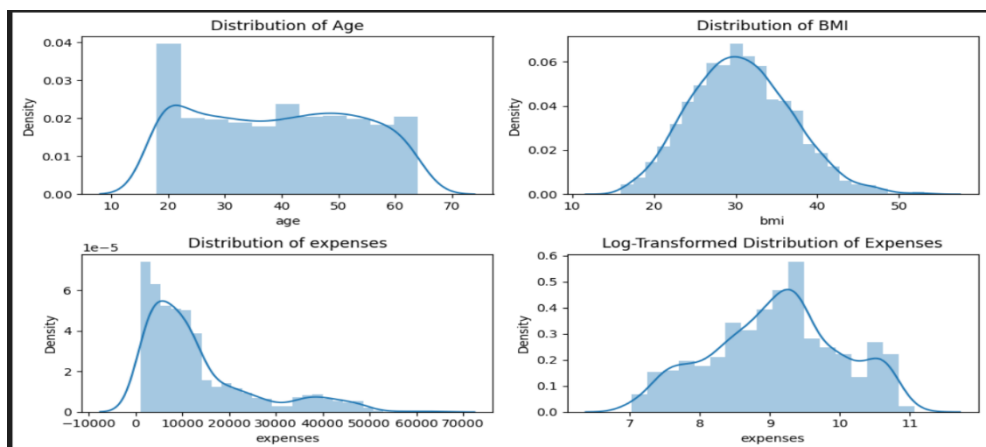 Distribution of Age
0.04
0.03
0.02
0.01
0.00
Density
10 20 30 40 50 60 70
age
Distribution of BMI
0.06
0.04
0.02
0.00
Density
10 20 30 40 50
bmi
Distribution of expenses
1e-5
6
4
2
0
Density
−10000 0 10000 20000 30000 40000 50000 60000 70000
expenses
Log-Transformed Distribution of Expenses
0.6
0.5
0.4
0.3
0.2
0.1
0.0
Density
7 8 9 10 11
expenses